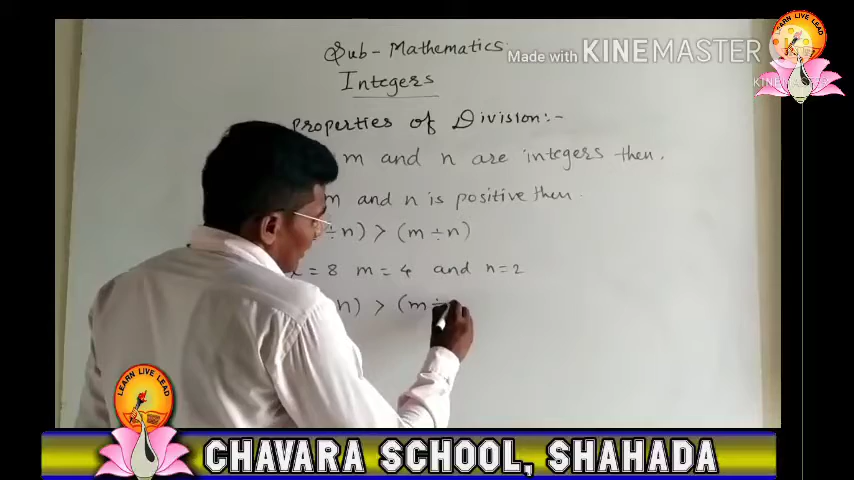 Sub - Mathematics.
Made with KINEMASTER
Integers
properties of Division:-
m and n are integers then.
m and n is positive then.
÷ n) > (m ÷ n)
= 8 m = 4 and n = 2
n) > (m ÷
LEARN LIVE LEAD
CHAVARA SCHOOL, SHAHADA